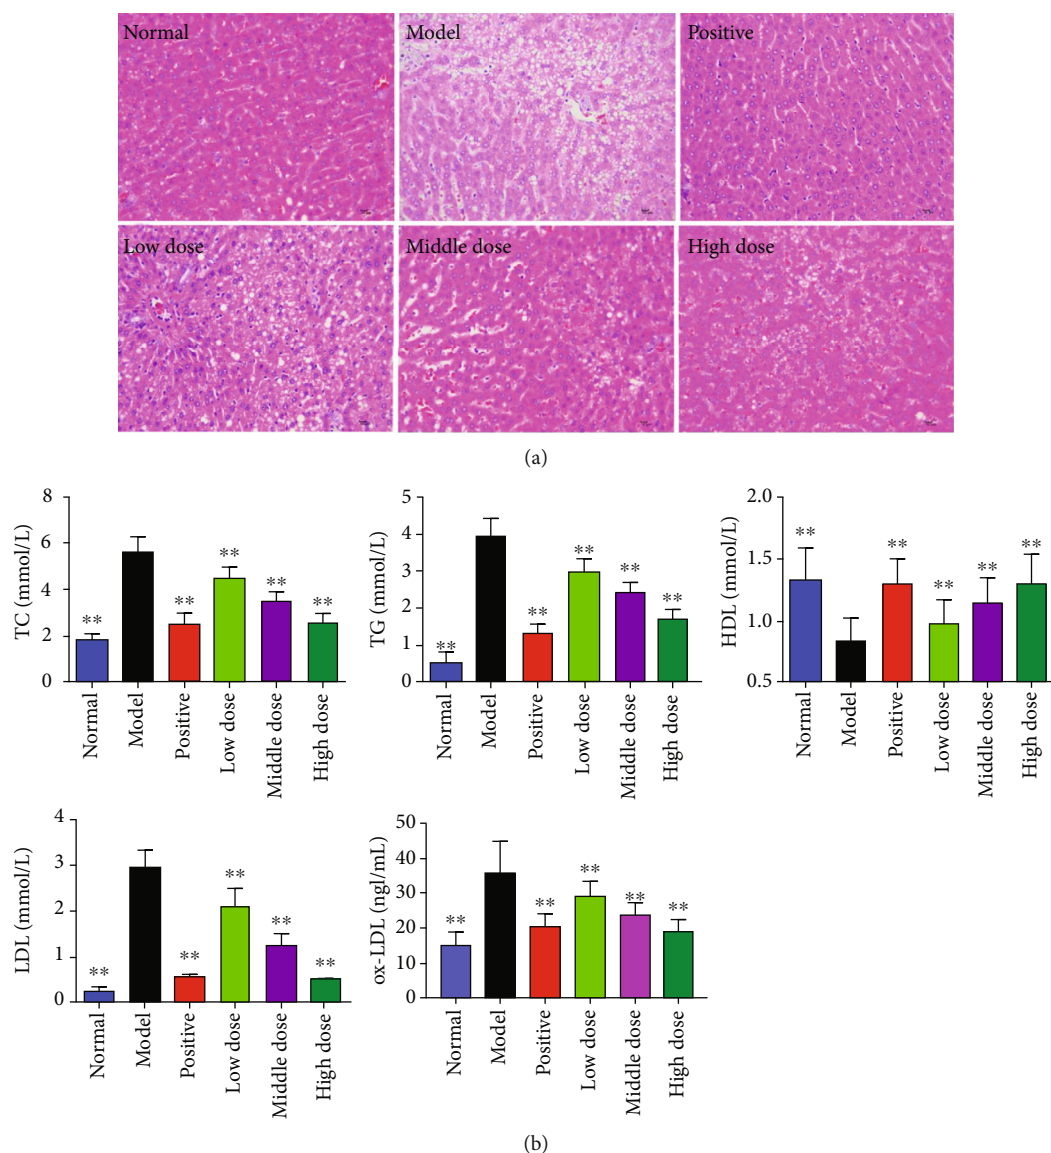 Normal
Model
Positive
Low dose
Middle dose
High dose
(a)
TC (mmol/L)
8
6
4
2
0
**
**
**
**
**
Normal
Model
Positive
Low dose
Middle dose
High dose
TG (mmol/L)
5
4
3
2
1
0
**
**
**
**
**
Normal
Model
Positive
Low dose
Middle dose
High dose
HDL (mmol/L)
2.0
1.5
1.0
0.5
**
**
**
**
**
Normal
Model
Positive
Low dose
Middle dose
High dose
LDL (mmol/L)
4
3
2
1
0
**
**
**
**
**
Normal
Model
Positive
Low dose
Middle dose
High dose
ox-LDL (ngl/mL)
50
40
30
20
10
0
**
**
**
**
**
Normal
Model
Positive
Low dose
Middle dose
High dose
(b)